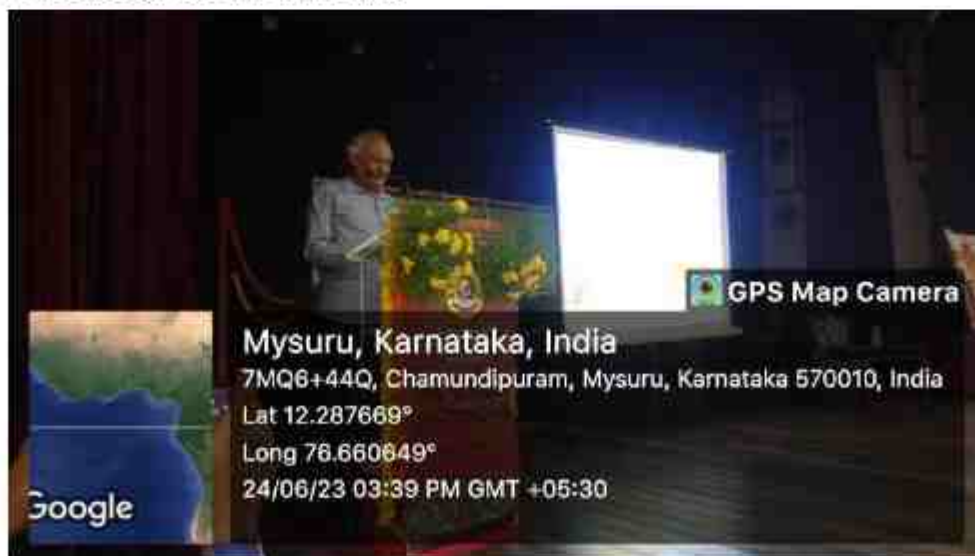 GPS Map Camera
Mysuru, Karnataka, India
7MQ6+44Q, Chamundipuram, Mysuru, Karnataka 570010, India
Lat 12.287669°
Long 76.660649°
24/06/23 03:39 PM GMT +05:30
Google